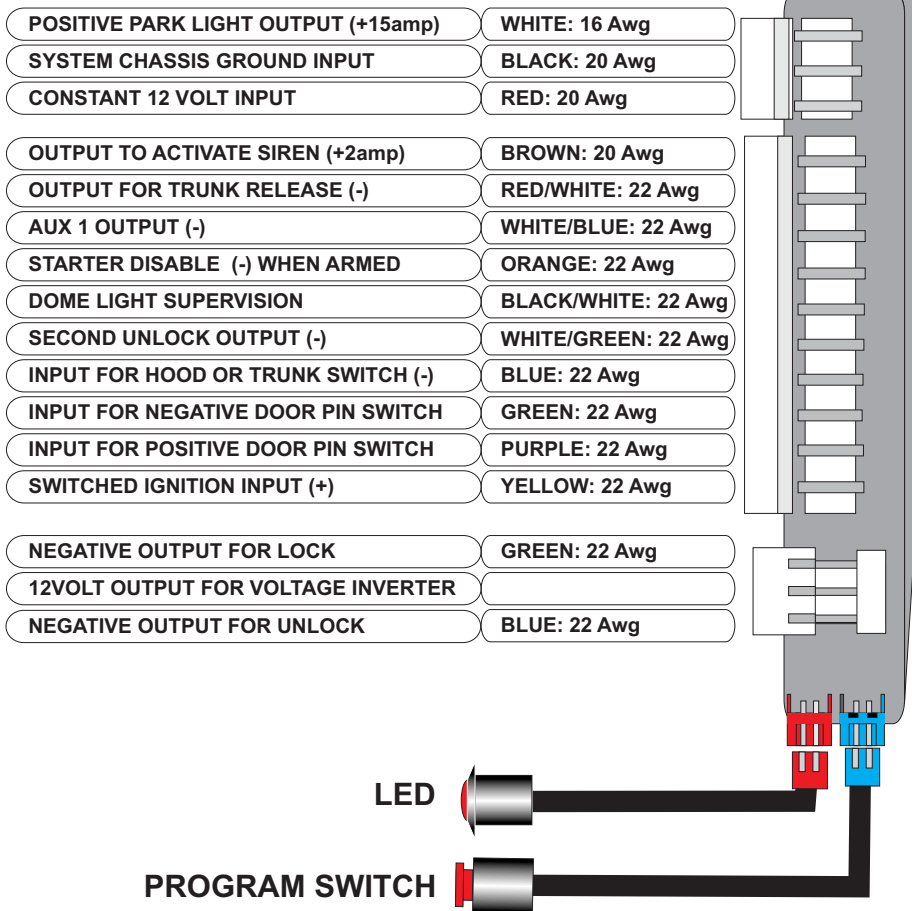 POSITIVE PARK LIGHT OUTPUT (+15amp) WHITE: 16 Awg
SYSTEM CHASSIS GROUND INPUT BLACK: 20 Awg
CONSTANT 12 VOLT INPUT RED: 20 Awg
OUTPUT TO ACTIVATE SIREN (+2amp) BROWN: 20 Awg
OUTPUT FOR TRUNK RELEASE (-) RED/WHITE: 22 Awg
AUX 1 OUTPUT (-) WHITE/BLUE: 22 Awg
STARTER DISABLE (-) WHEN ARMED ORANGE: 22 Awg
DOME LIGHT SUPERVISION BLACK/WHITE: 22 Awg
SECOND UNLOCK OUTPUT (-) WHITE/GREEN: 22 Awg
INPUT FOR HOOD OR TRUNK SWITCH (-) BLUE: 22 Awg
INPUT FOR NEGATIVE DOOR PIN SWITCH GREEN: 22 Awg
INPUT FOR POSITIVE DOOR PIN SWITCH PURPLE: 22 Awg
SWITCHED IGNITION INPUT (+) YELLOW: 22 Awg
NEGATIVE OUTPUT FOR LOCK GREEN: 22 Awg
12VOLT OUTPUT FOR VOLTAGE INVERTER
NEGATIVE OUTPUT FOR UNLOCK BLUE: 22 Awg
LED
PROGRAM SWITCH